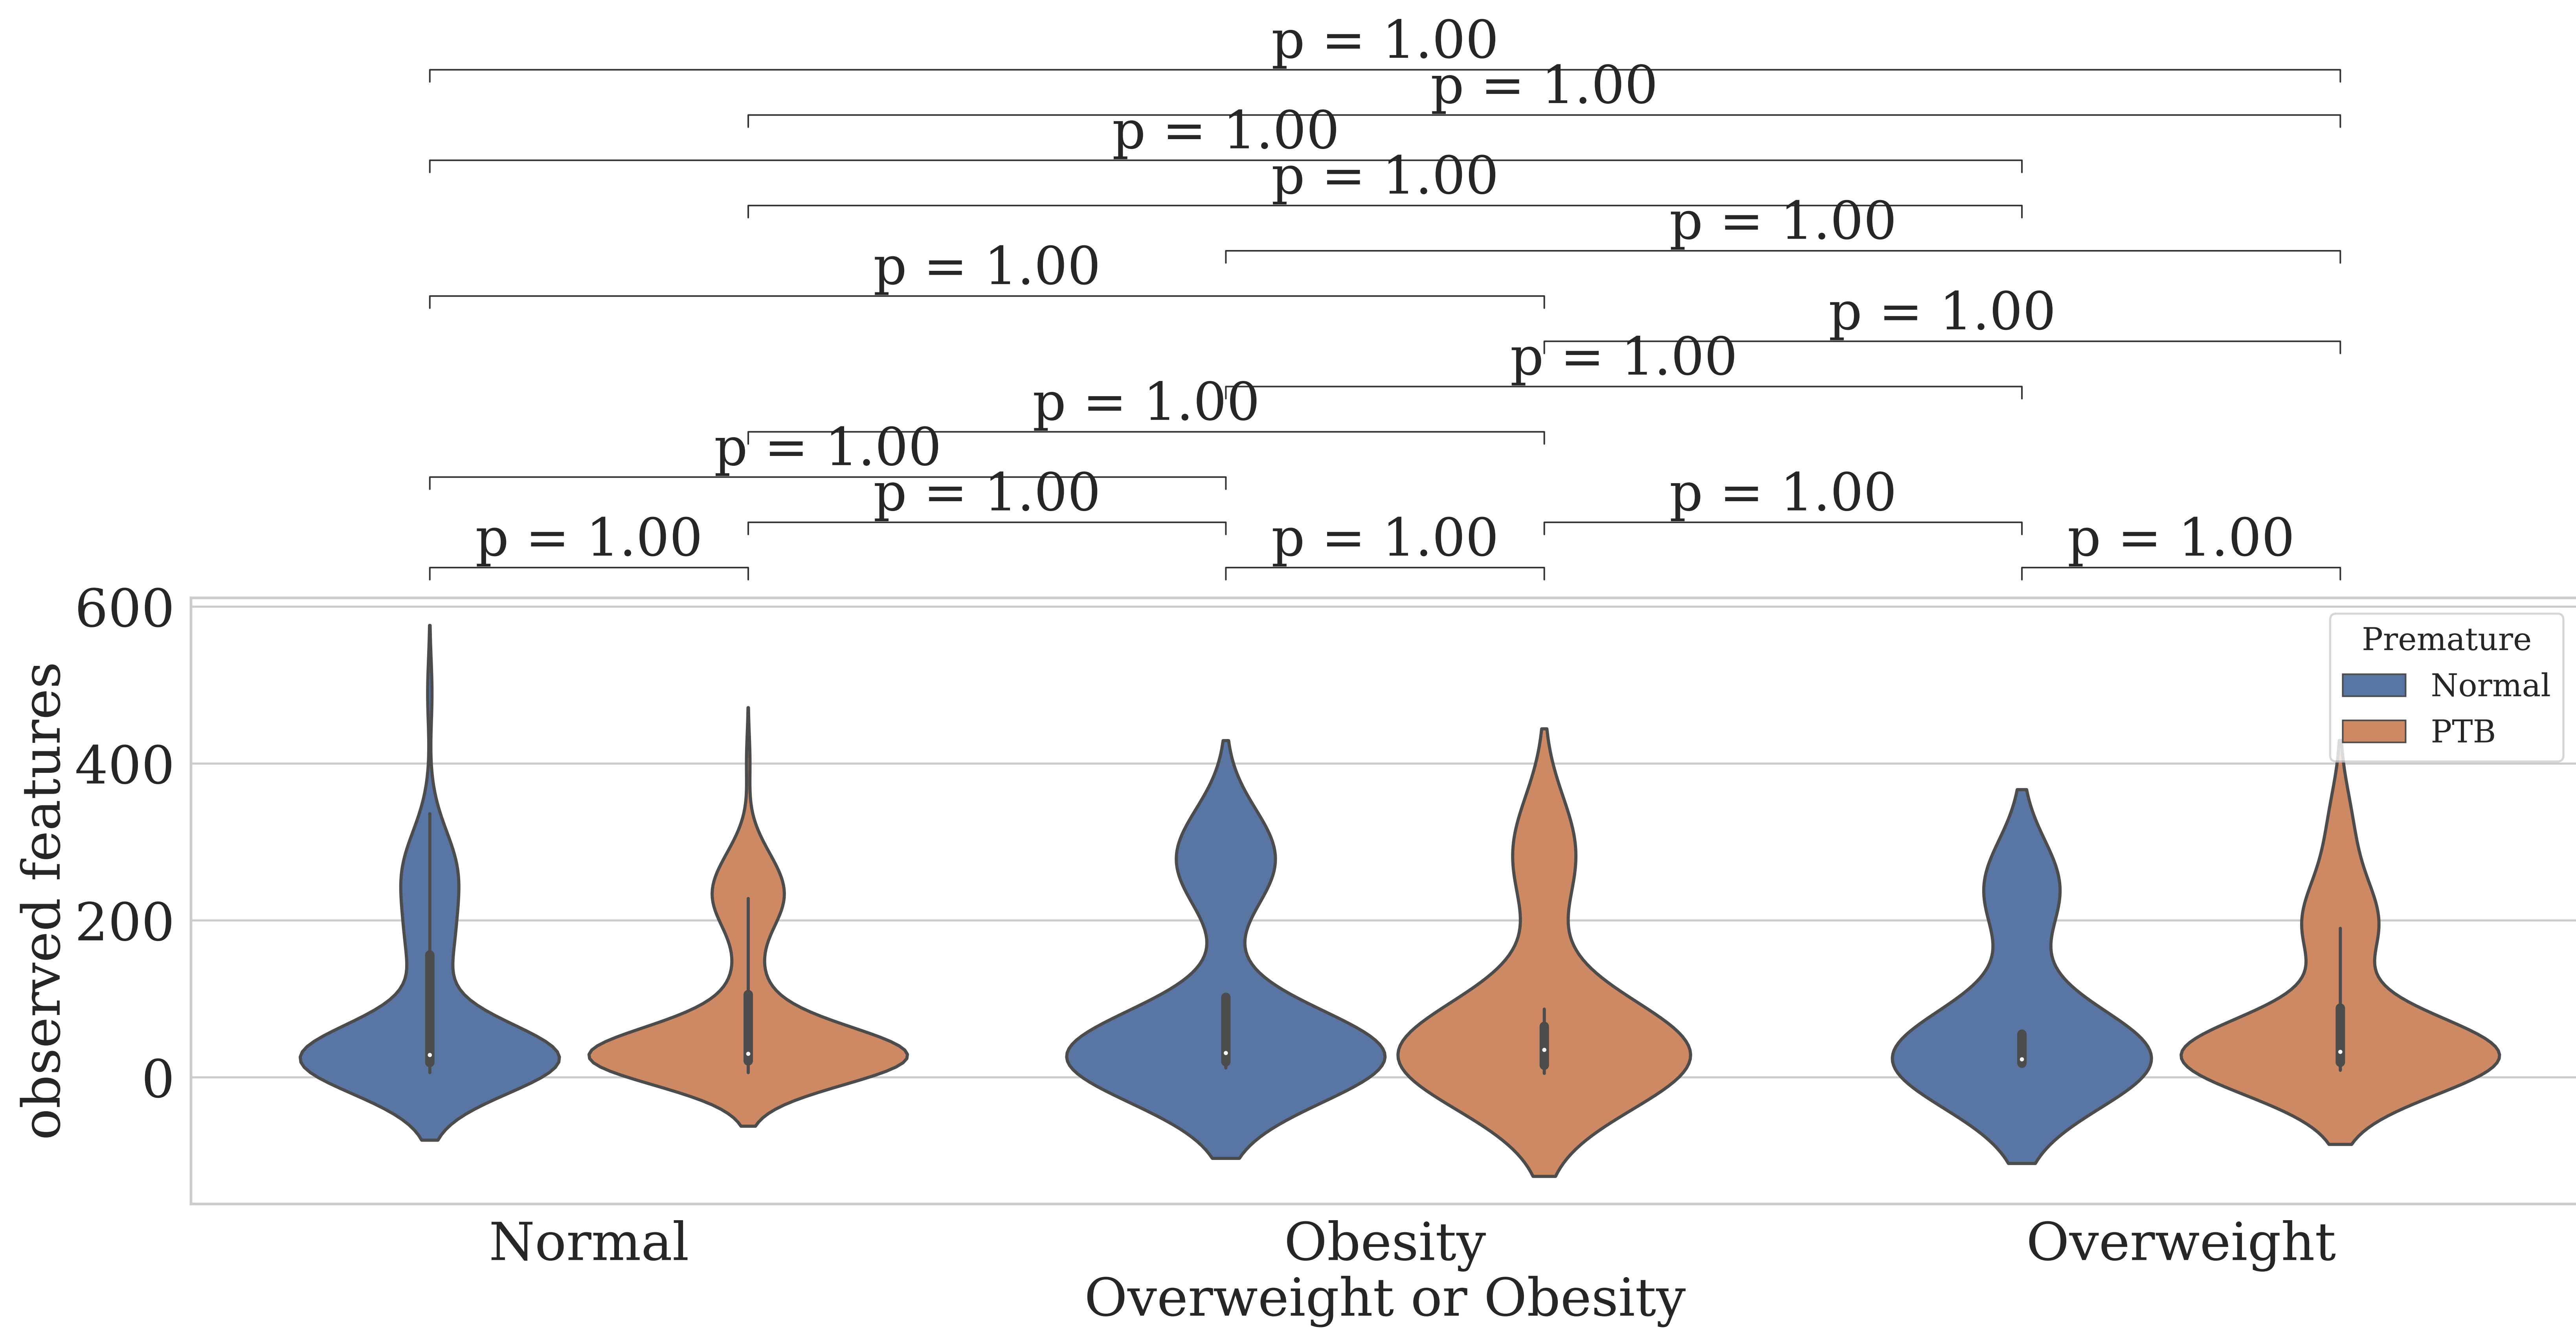 p = 1.00
p = 1.00
p = 1.00
p = 1.00
p = 1.00
p = 1.00
p = 1.00
p = 1.00
p = 1.00
p = 1.00
p = 1.00 p = 1.00
p = 1.00 p = 1.00 p = 1.00
600
400
200
0
observed features
Premature
Normal
PTB
Normal Obesity Overweight
Overweight or Obesity